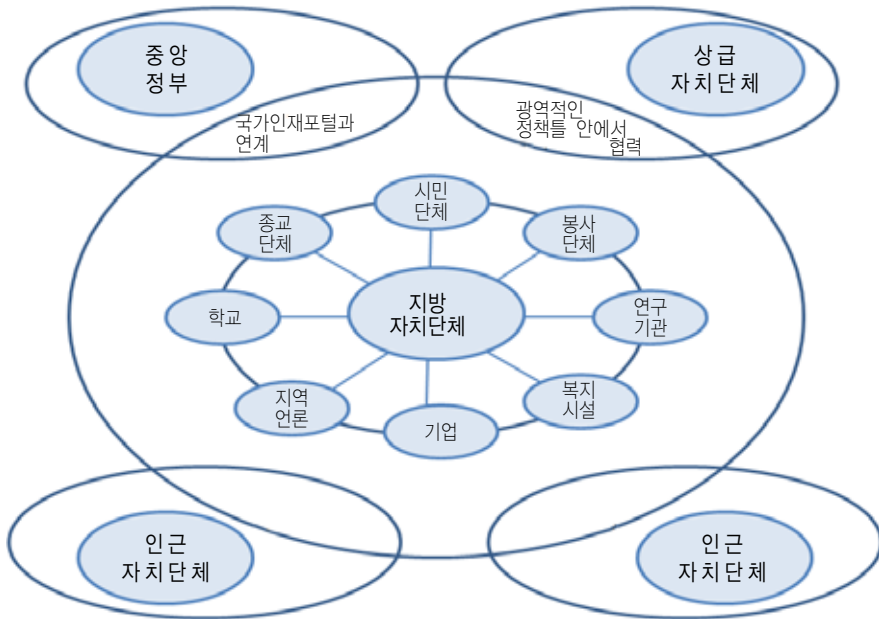 중앙
정부
상급
자치단체
국가인재포털과
연계
광역적인
정책틀 안에서
협력
시민
단체
종교
단체
봉사
단체
학교
지방
자치단체
연구
기관
지역
언론
기업
복지
시설
인근
자치단체
인근
자치단체